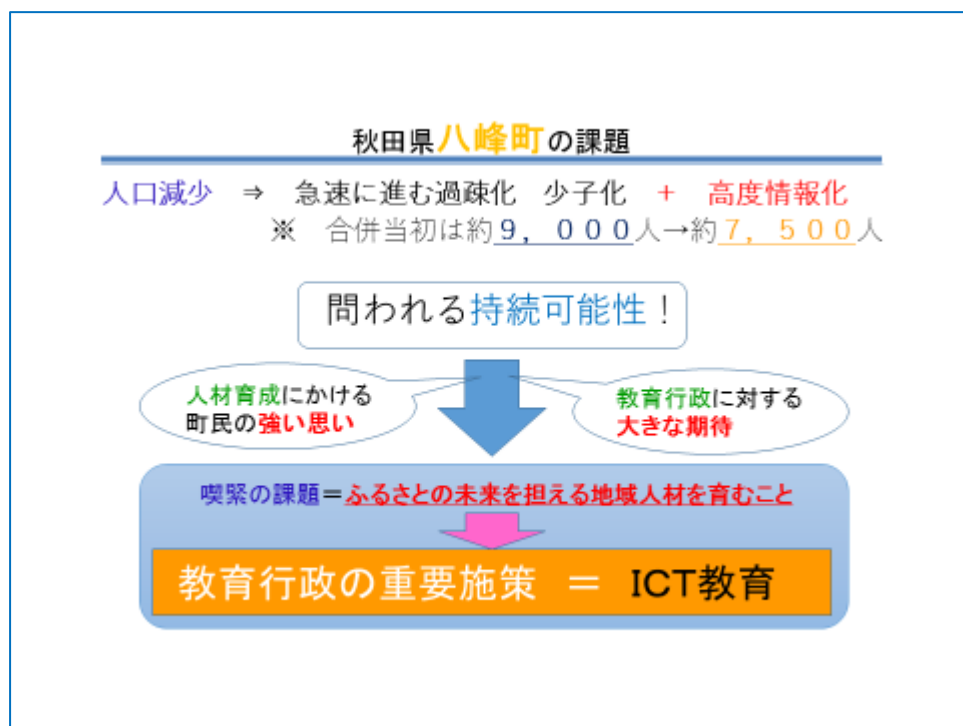 秋田県八峰町の課題
人口減少　⇒　急速に進む過疎化　少子化　+　高度情報化
※　合併当初は約９，０００人→約７，５００人
問われる持続可能性！
人材育成にかける
町民の強い思い
教育行政に対する
大きな期待
喫緊の課題＝ふるさとの未来を担える地域人材を育むこと
教育行政の重要施策　＝　ICT教育